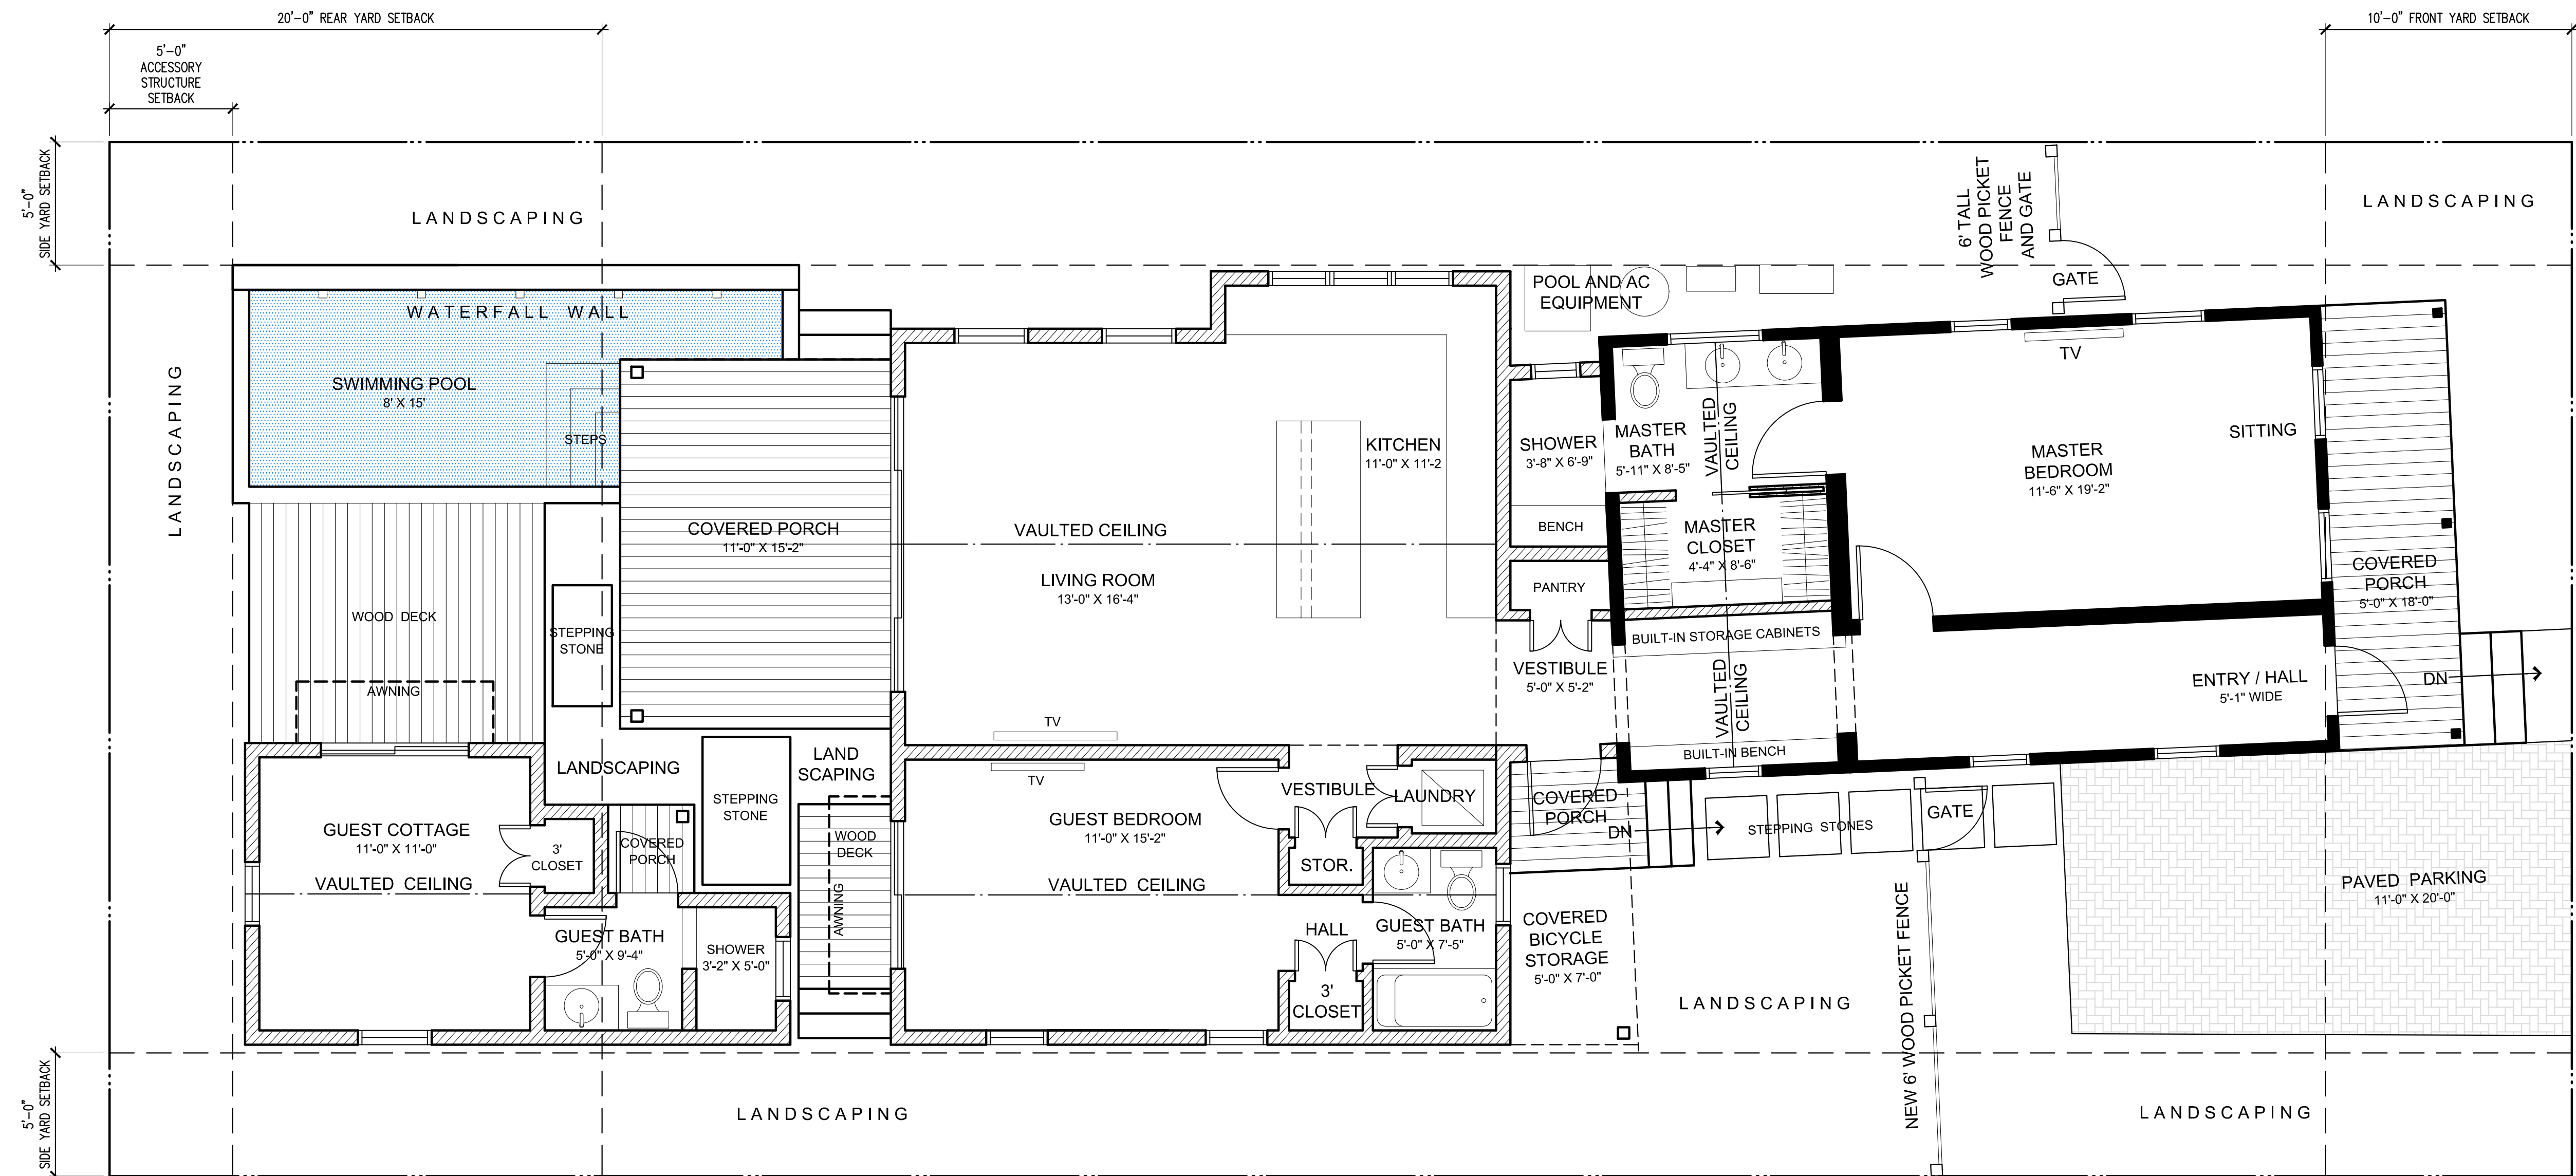 20'-0" REAR YARD SETBACK
10'-0" FRONT YARD SETBACK
5'-0"
ACCESSORY
STRUCTURE
SETBACK
5'-0"
SIDE YARD SETBACK
LANDSCAPING
6' TALL
WOOD PICKET
FENCE
AND GATE
LANDSCAPING
GATE
POOL AND AC
EQUIPMENT
WATERFALL WALL
SWIMMING POOL
8' X 15'
STEPS
LANDSCAPING
TV
SITTING
MASTER
BEDROOM
11'-6" X 19'-2"
KITCHEN
11'-0" X 11'-2
SHOWER
3'-8" X 6'-9"
BENCH
MASTER
BATH
5'-11" X 8'-5"
VAULTED
CEILING
MASTER
CLOSET
4'-4" X 8'-6"
COVERED PORCH
11'-0" X 15'-2"
VAULTED CEILING
LIVING ROOM
13'-0" X 16'-4"
PANTRY
COVERED
PORCH
5'-0" X 18'-0"
WOOD DECK
STEPPING
STONE
AWNING
BUILT-IN STORAGE CABINETS
VESTIBULE
5'-0" X 5'-2"
VAULTED
CEILING
ENTRY / HALL
5'-1" WIDE
DN
TV
BUILT-IN BENCH
LANDSCAPING
LAND
SCAPING
TV
STEPPING
STONE
VESTIBULE
LAUNDRY
COVERED
PORCH
DN
STEPPING STONES
GATE
GUEST COTTAGE
11'-0" X 11'-0"
VAULTED CEILING
3'
CLOSET
COVERED
PORCH
WOOD
DECK
AWNING
GUEST BEDROOM
11'-0" X 15'-2"
VAULTED CEILING
STOR.
PAVED PARKING
11'-0" X 20'-0"
GUEST BATH
5'-0" X 9'-4"
SHOWER
3'-2" X 5'-0"
HALL
GUEST BATH
5'-0" X 7'-5"
COVERED
BICYCLE
STORAGE
5'-0" X 7'-0"
3'
CLOSET
LANDSCAPING
NEW 6' WOOD PICKET FENCE
5'-0"
SIDE YARD SETBACK
LANDSCAPING
LANDSCAPING